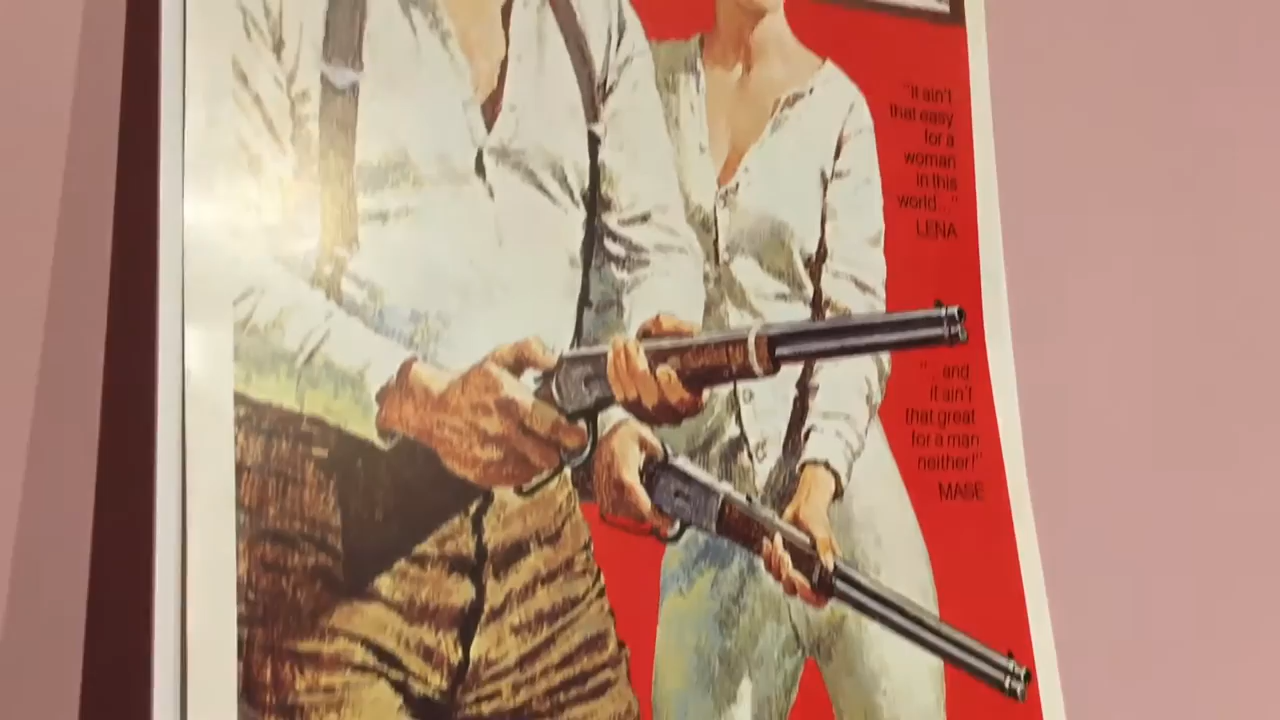 "it ain't
that easy
for a
woman
in this
world..."
LENA
"...and
it ain't
that great
for a man
neither!"
MASE